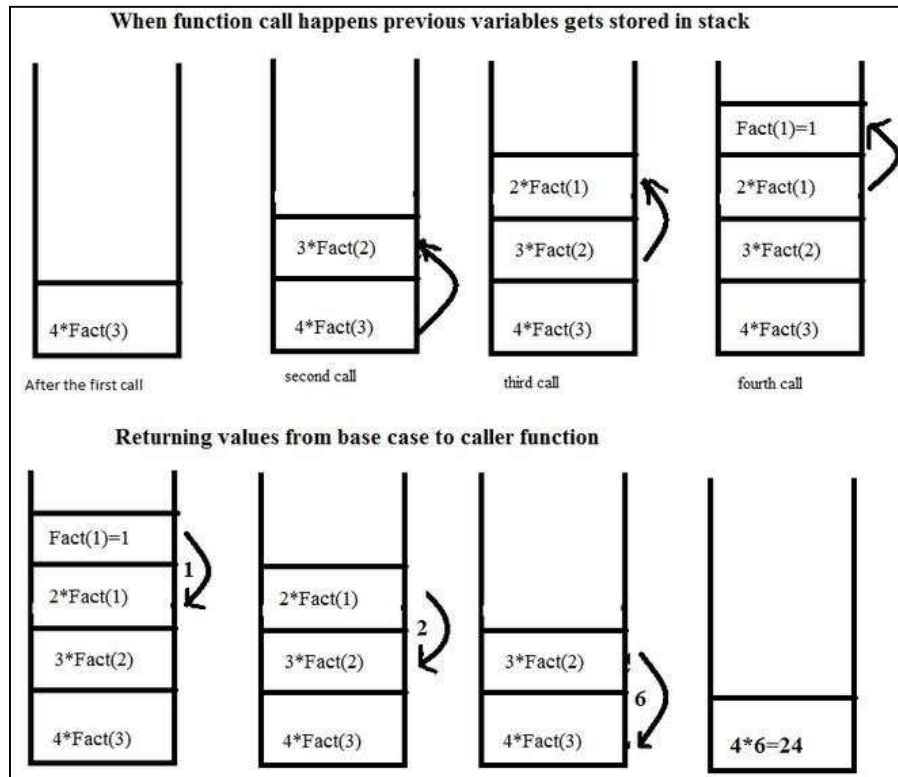 When function call happens previous variables gets stored in stack
Fact(1)=1
2*Fact(1)
2*Fact(1)
3*Fact(2)
3*Fact(2)
3*Fact(2)
4*Fact(3)
4*Fact(3)
4*Fact(3)
4*Fact(3)
After the first call
second call
third call
fourth call
Returning values from base case to caller function
Fact(1)=1
1
2*Fact(1)
2*Fact(1)
2
3*Fact(2)
3*Fact(2)
3*Fact(2)
6
4*Fact(3)
4*Fact(3)
4*Fact(3)
4*6=24